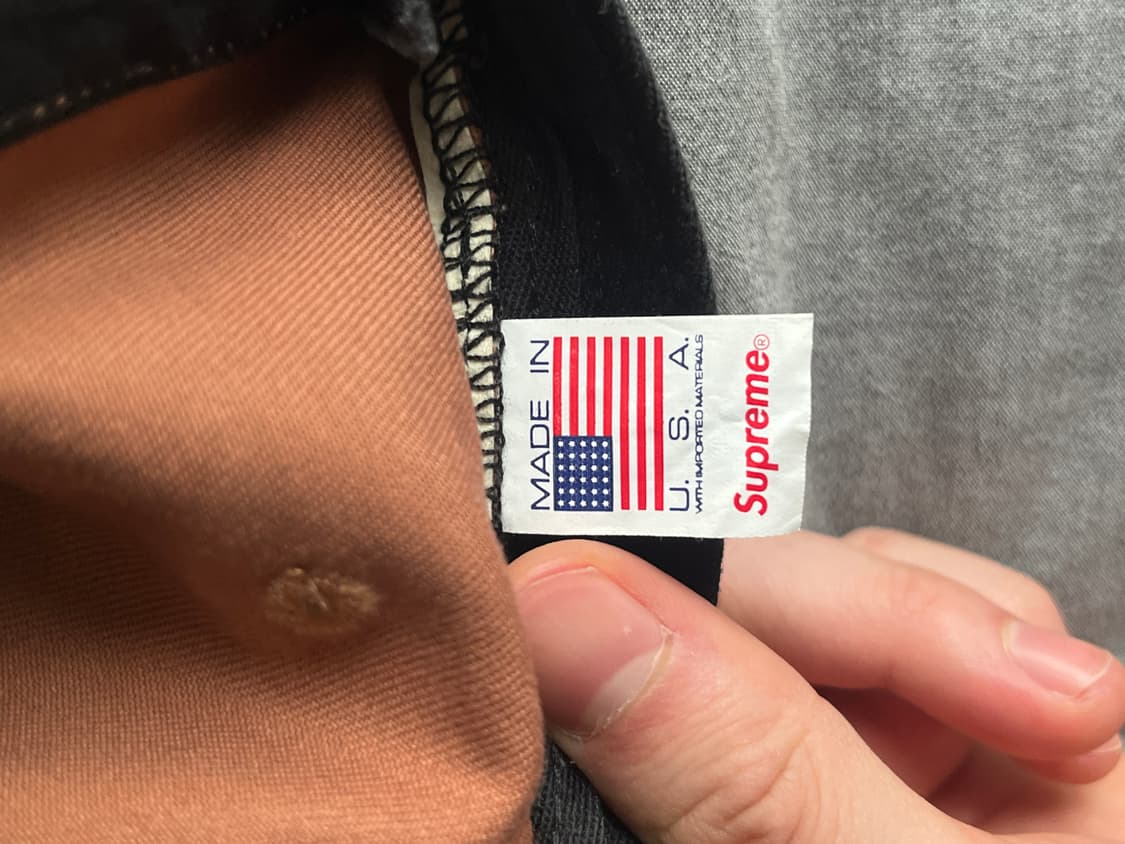 MADE IN
U. S. A.
WITH IMPORTED MATERIALS
Supreme®